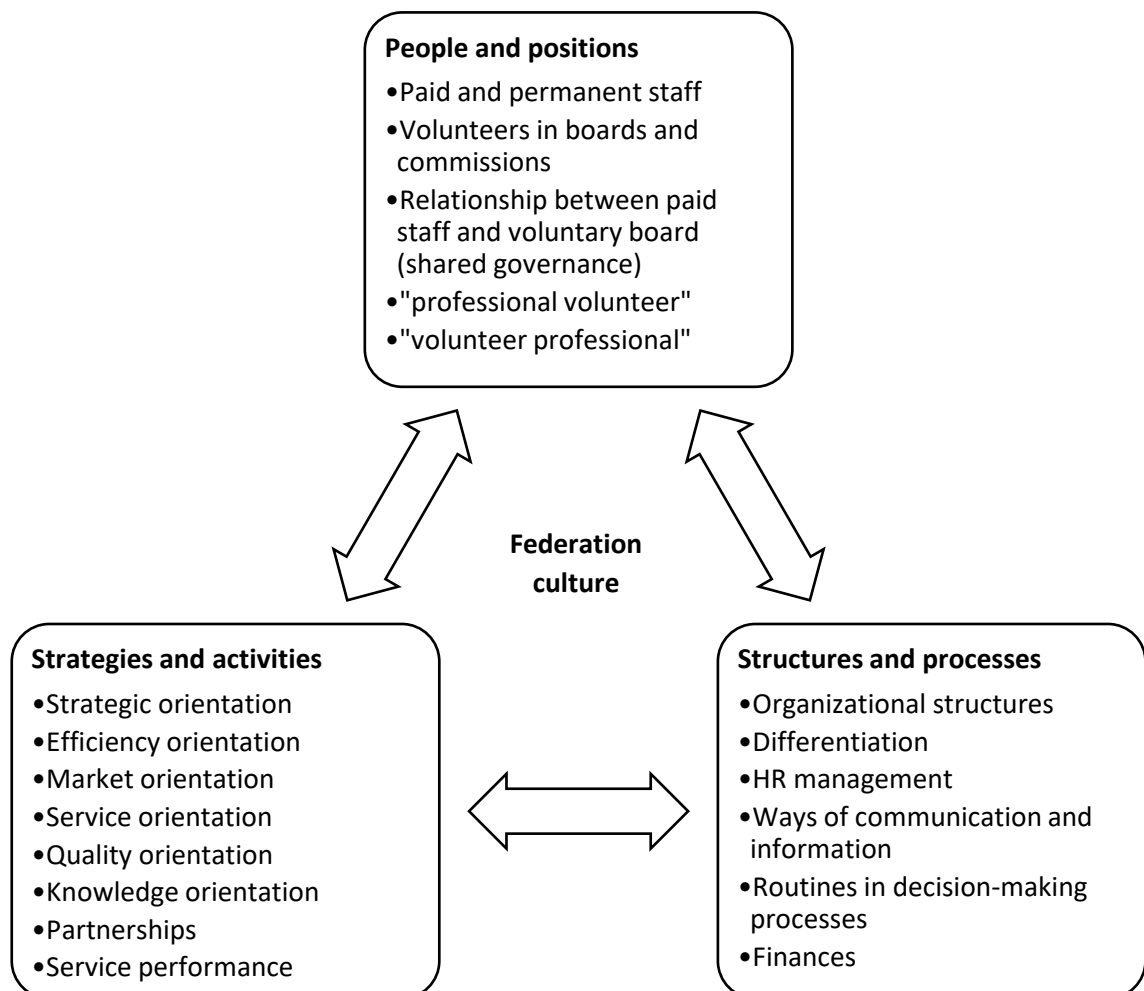 People and positions
•Paid and permanent staff
•Volunteers in boards and
commissions
•Relationship between paid
staff and voluntary board
(shared governance)
•"professional volunteer"
•"volunteer professional"
Federation
culture
Strategies and activities
•Strategic orientation
•Efficiency orientation
•Market orientation
•Service orientation
•Quality orientation
•Knowledge orientation
•Partnerships
•Service performance
Structures and processes
•Organizational structures
•Differentiation
•HR management
•Ways of communication and
information
•Routines in decision-making
processes
•Finances